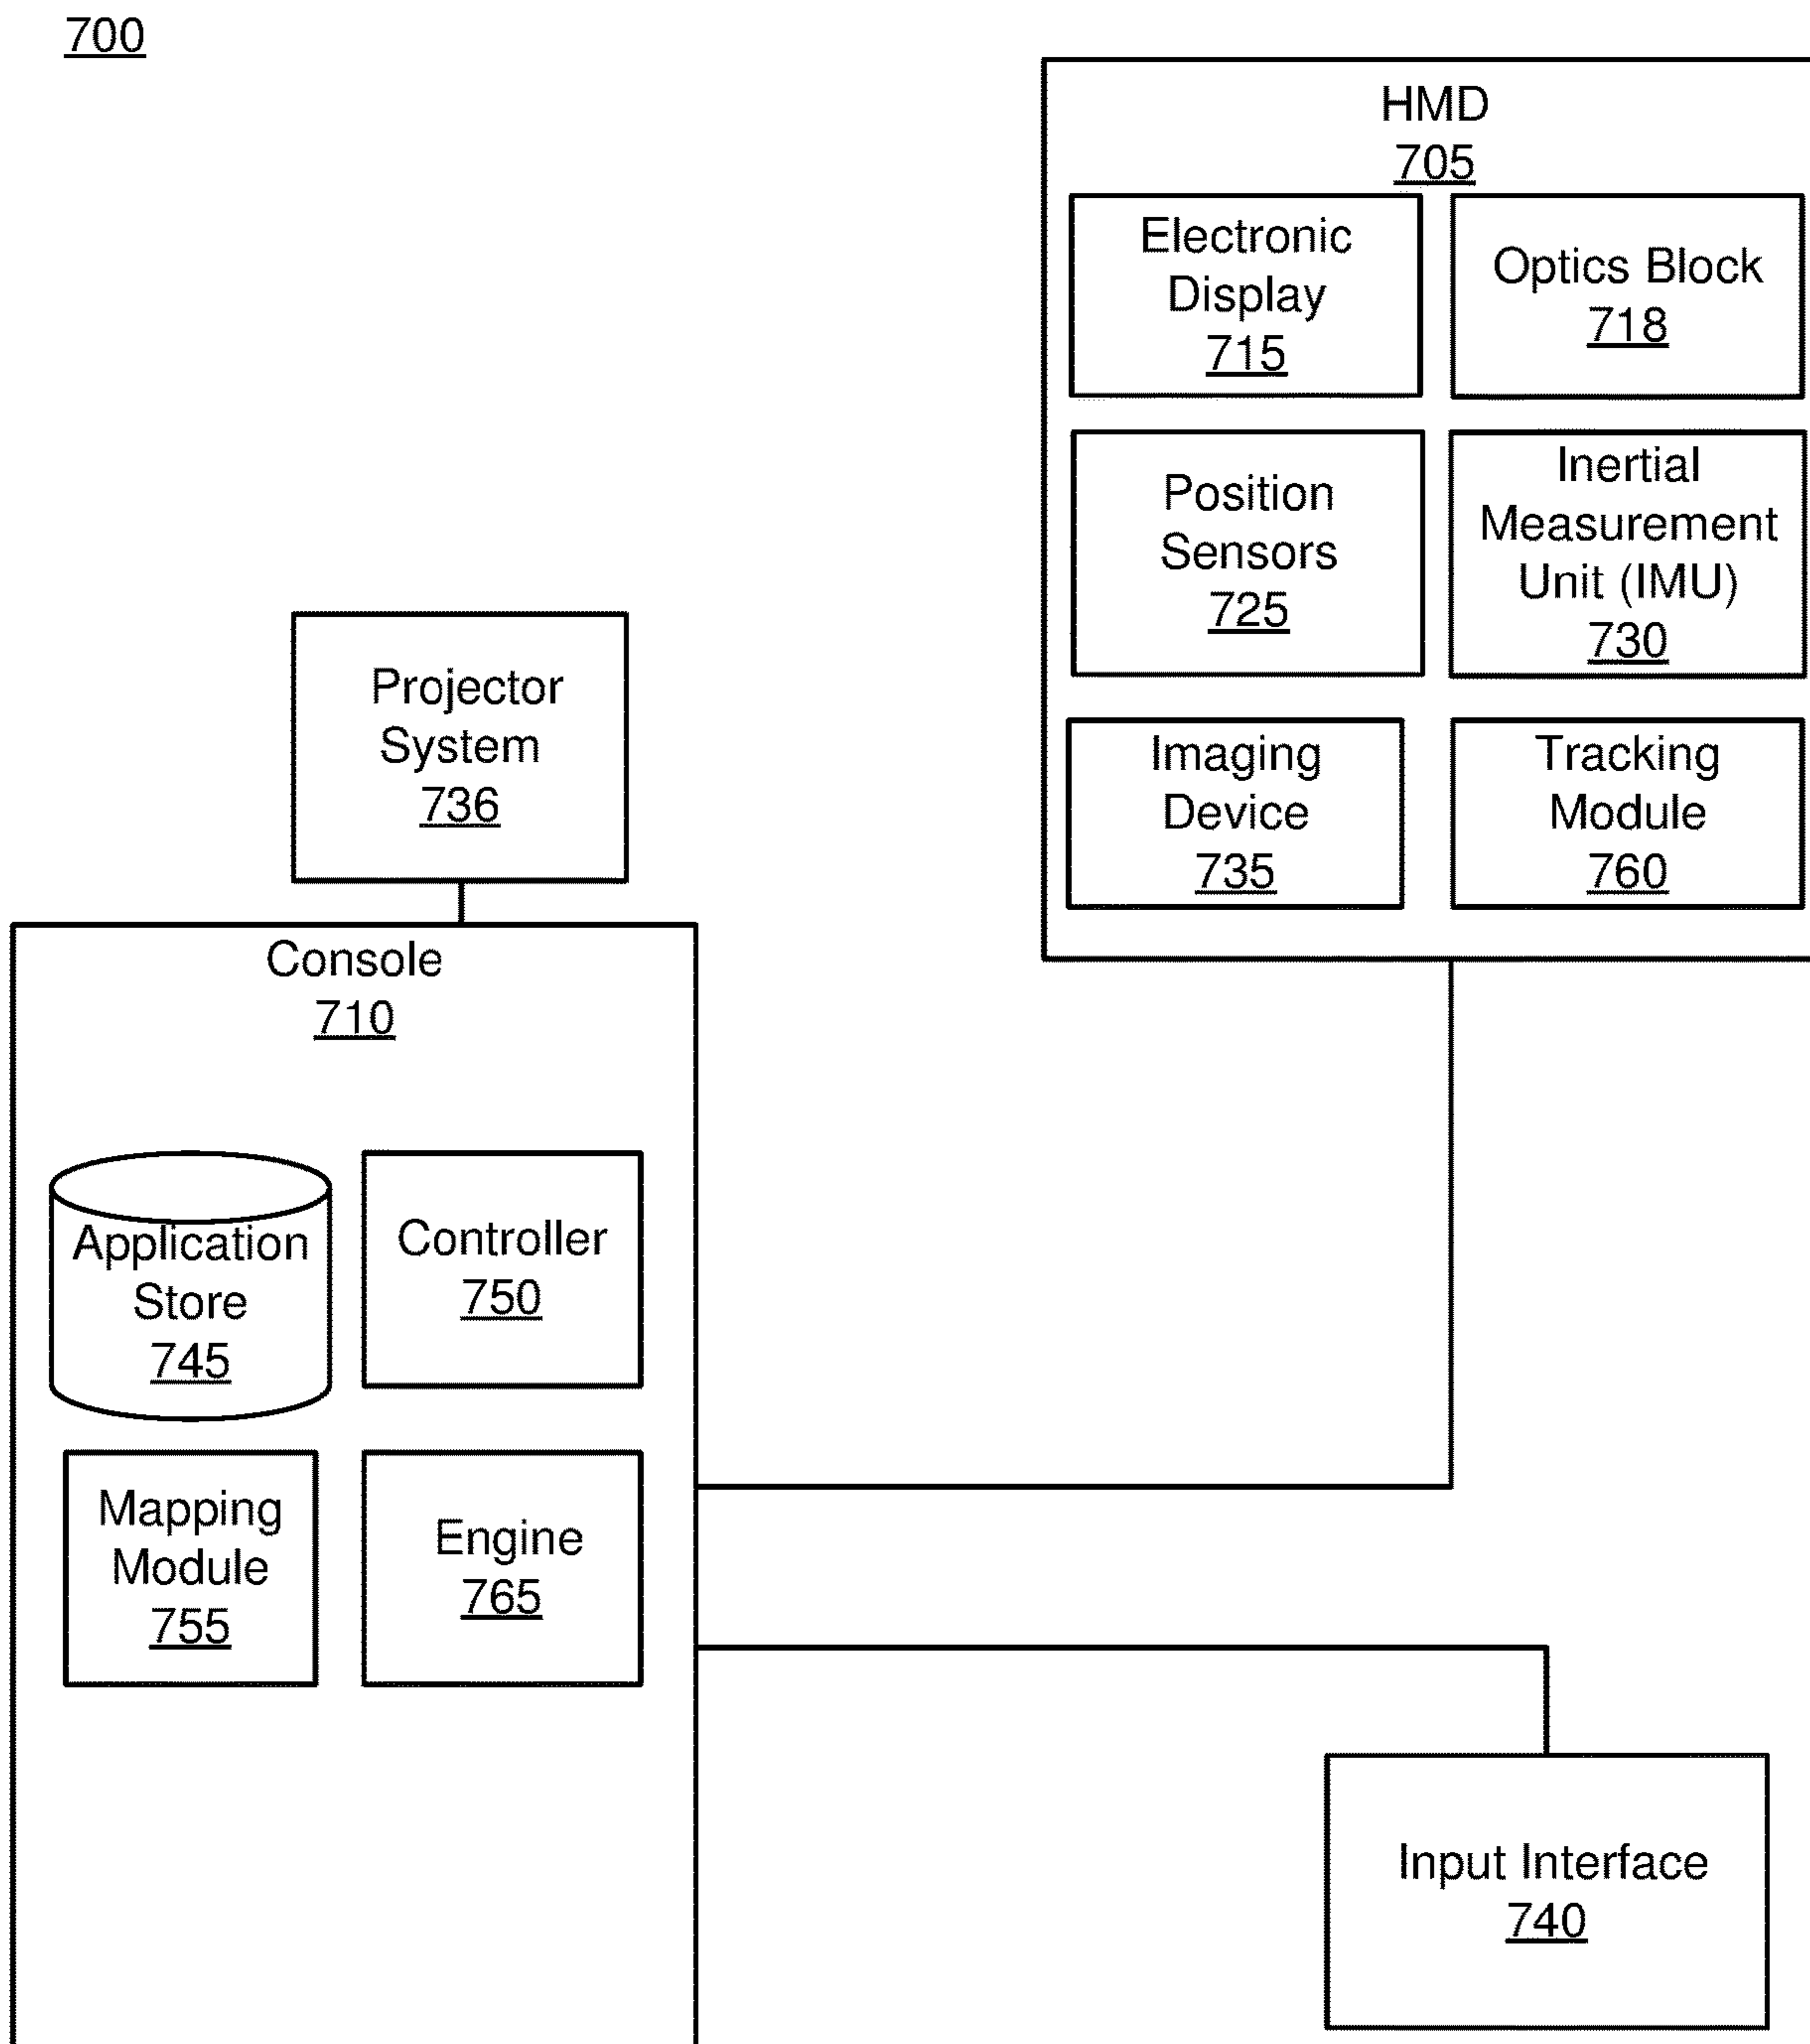 700
HMD
705
Electronic
Display
715
Optics Block
718
Position
Sensors
725
Inertial
Measurement
Unit (IMU)
730
Imaging
Device
735
Tracking
Module
760
Projector
System
736
Console
710
Application
Store
745
Controller
750
Mapping
Module
755
Engine
765
Input Interface
740